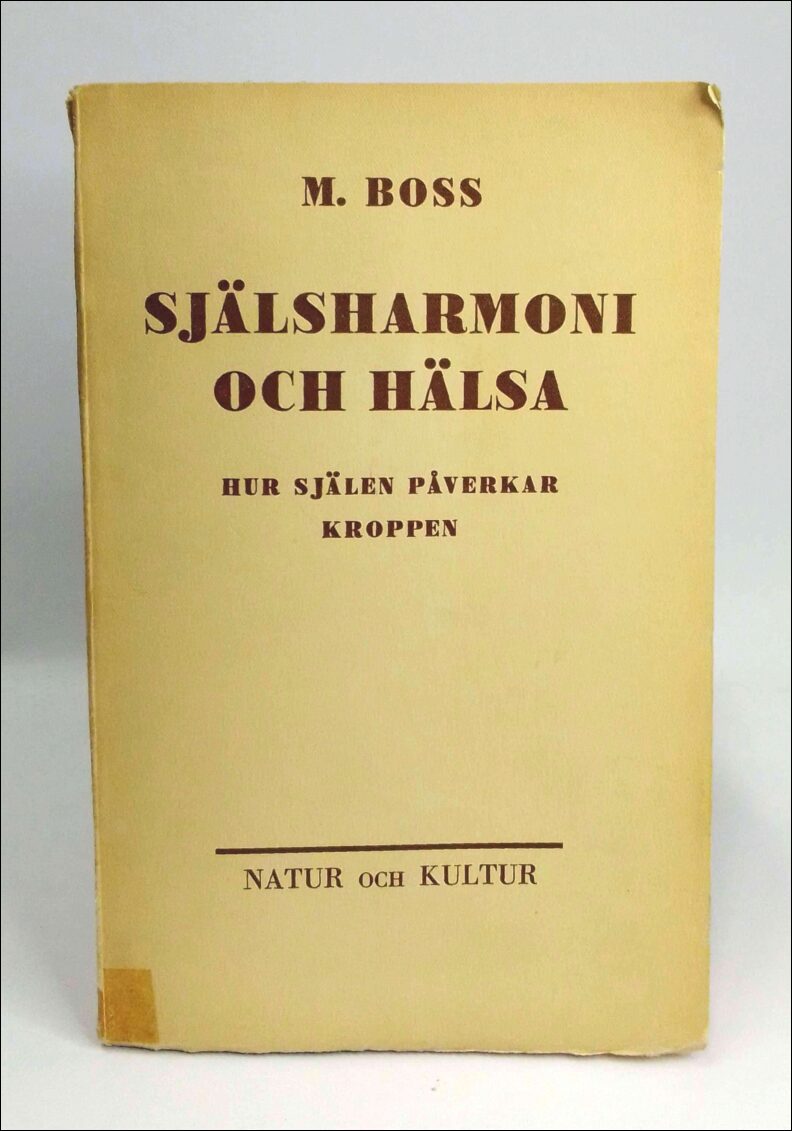 M. BOSS
SJÄLSHARMONI
OCH HÄLSA
HUR SJÄLEN PÅVERKAR
KROPPEN
NATUR OCH KULTUR